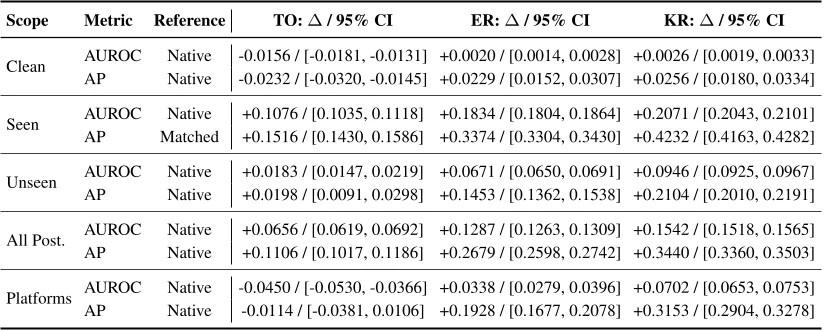 Scope Metric Reference TO: Δ / 95% CI ER: Δ / 95% CI KR: Δ / 95% CI
Clean AUROC Native -0.0156 / [-0.0181, -0.0131] +0.0020 / [0.0014, 0.0028] +0.0026 / [0.0019, 0.0033]
AP Native -0.0232 / [-0.0320, -0.0145] +0.0229 / [0.0152, 0.0307] +0.0256 / [0.0180, 0.0334]
Seen AUROC Native +0.1076 / [0.1035, 0.1118] +0.1834 / [0.1804, 0.1864] +0.2071 / [0.2043, 0.2101]
AP Matched +0.1516 / [0.1430, 0.1586] +0.3374 / [0.3304, 0.3430] +0.4232 / [0.4163, 0.4282]
Unseen AUROC Native +0.0183 / [0.0147, 0.0219] +0.0671 / [0.0650, 0.0691] +0.0946 / [0.0925, 0.0967]
AP Native +0.0198 / [0.0091, 0.0298] +0.1453 / [0.1362, 0.1538] +0.2104 / [0.2010, 0.2191]
All Post. AUROC Native +0.0656 / [0.0619, 0.0692] +0.1287 / [0.1263, 0.1309] +0.1542 / [0.1518, 0.1565]
AP Native +0.1106 / [0.1017, 0.1186] +0.2679 / [0.2598, 0.2742] +0.3440 / [0.3360, 0.3503]
Platforms AUROC Native -0.0450 / [-0.0530, -0.0366] +0.0338 / [0.0279, 0.0396] +0.0702 / [0.0653, 0.0753]
AP Native -0.0114 / [-0.0381, 0.0106] +0.1928 / [0.1677, 0.2078] +0.3153 / [0.2904, 0.3278]